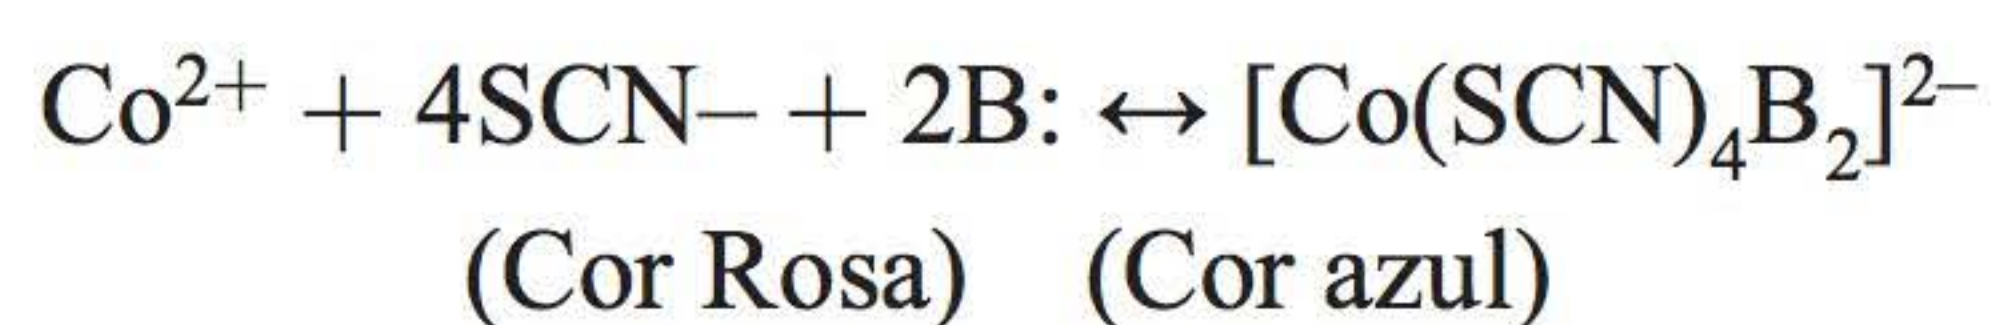 Co²⁺ + 4SCN– + 2B: ↔ [Co(SCN)₄B₂]²⁻
(Cor Rosa) (Cor azul)